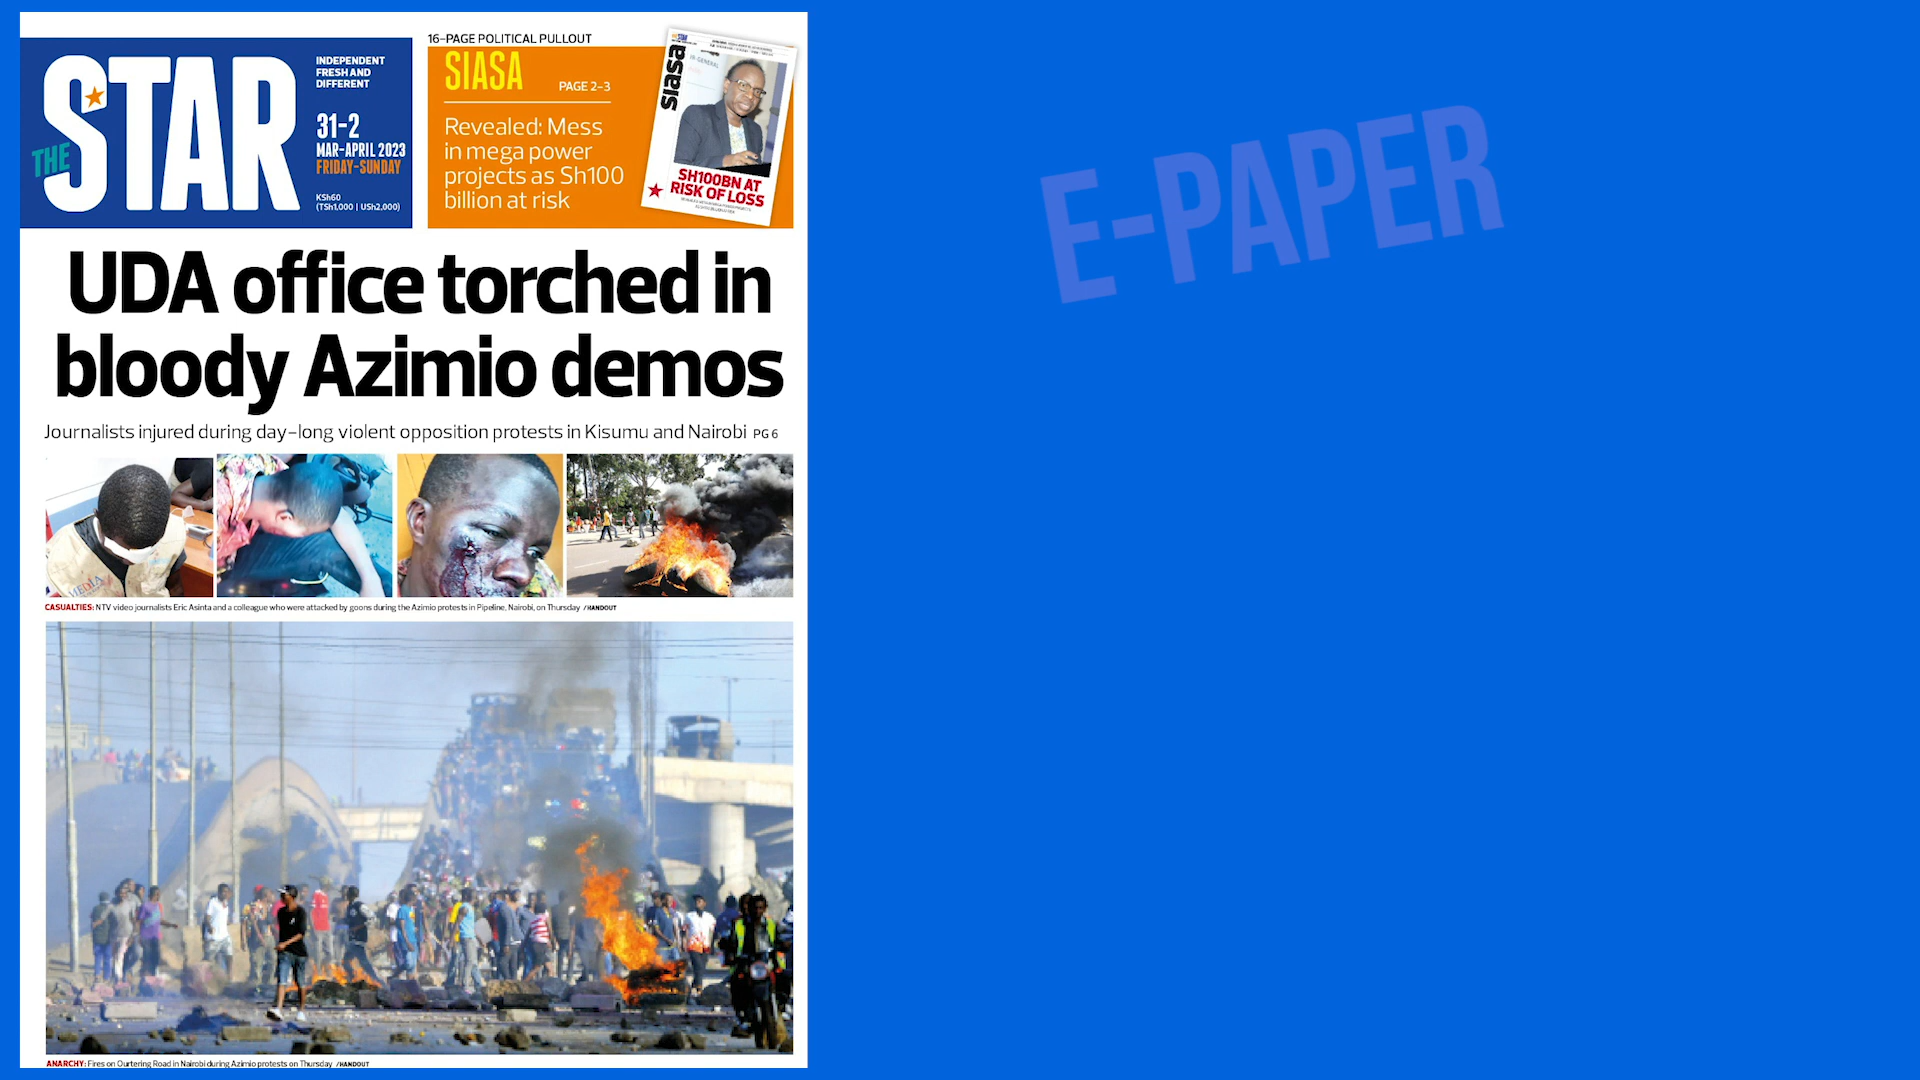 THE STAR
INDEPENDENT
FRESH AND
DIFFERENT
31-2
MAR-APRIL 2023
FRIDAY-SUNDAY
KSh60
(TSh1,000 | USh2,000)
16-PAGE POLITICAL PULLOUT
SIASA
PAGE 2-3
Revealed: Mess
in mega power
projects as Sh100
billion at risk
siasa
SH100BN AT
RISK OF LOSS
E-PAPER
UDA office torched in
bloody Azimio demos
Journalists injured during day-long violent opposition protests in Kisumu and Nairobi PG 6
MEDIA
CASUALTIES: NTV video journalists Eric Asinta and a colleague who were attacked by goons during the Azimio protests in Pipeline, Nairobi, on Thursday /HANDOUT
ANARCHY: Fires on Ourtering Road in Nairobi during Azimio protests on Thursday /HANDOUT